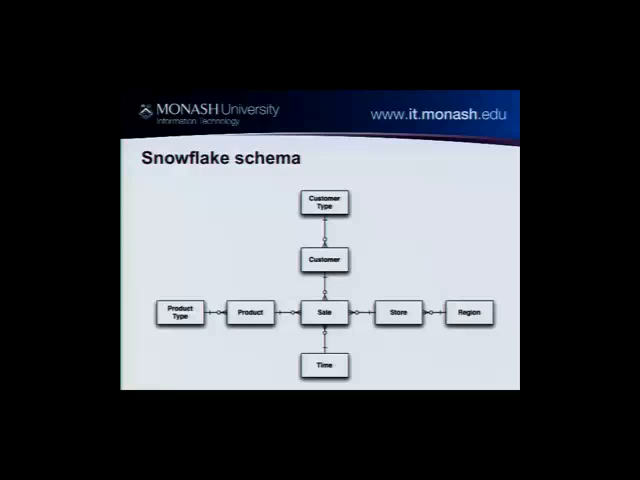 MONASH University
Information Technology
www.it.monash.edu
Snowflake schema
Customer
Type
Customer
Product
Type
Product
Sale
Store
Region
Time